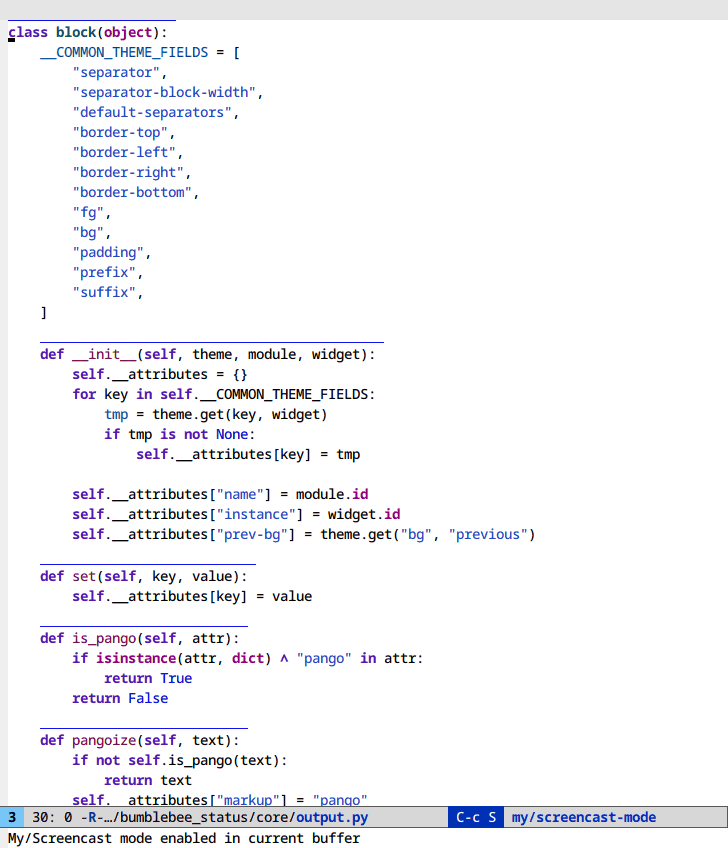 class block(object):
    __COMMON_THEME_FIELDS = [
        "separator",
        "separator-block-width",
        "default-separators",
        "border-top",
        "border-left",
        "border-right",
        "border-bottom",
        "fg",
        "bg",
        "padding",
        "prefix",
        "suffix",
    ]
    def __init__(self, theme, module, widget):
        self.__attributes = {}
        for key in self.__COMMON_THEME_FIELDS:
            tmp = theme.get(key, widget)
            if tmp is not None:
                self.__attributes[key] = tmp
        self.__attributes["name"] = module.id
        self.__attributes["instance"] = widget.id
        self.__attributes["prev-bg"] = theme.get("bg", "previous")
    def set(self, key, value):
        self.__attributes[key] = value
    def is_pango(self, attr):
        if isinstance(attr, dict) ∧ "pango" in attr:
            return True
        return False
    def pangoize(self, text):
        if not self.is_pango(text):
            return text
        self.__attributes["markup"] = "pango"
3 30: 0 -R-…/bumblebee_status/core/output.py C-c S my/screencast-mode
My/Screencast mode enabled in current buffer